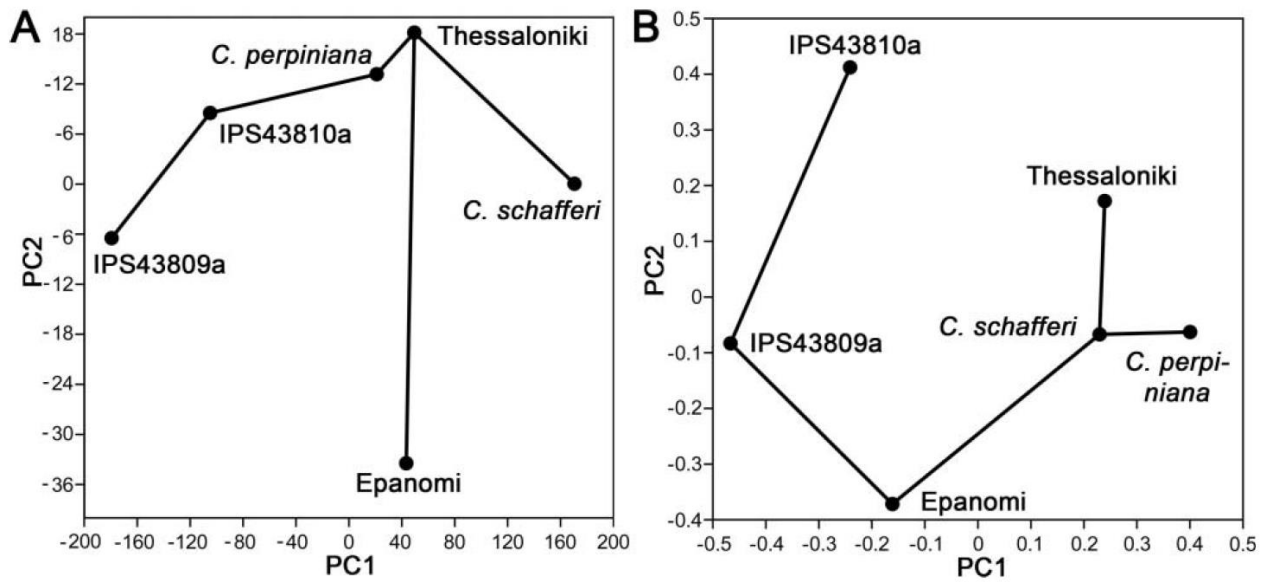 A
18
-12
-6
0
-6
-12
-18
-24
-30
-36
PC2
C. perpiniana
Thessaloniki
IPS43810a
C. schafferi
IPS43809a
Epanomi
-200 -160 -120 -80 -40 0 40 80 120 160 200
PC1
B
0.5
0.4
0.3
0.2
0.1
0
-0.1
-0.2
-0.3
-0.4
PC2
IPS43810a
Thessaloniki
C. schafferi
IPS43809a
C. perpi-
niana
Epanomi
-0.5 -0.4 -0.3 -0.2 -0.1 0 0.1 0.2 0.3 0.4 0.5
PC1